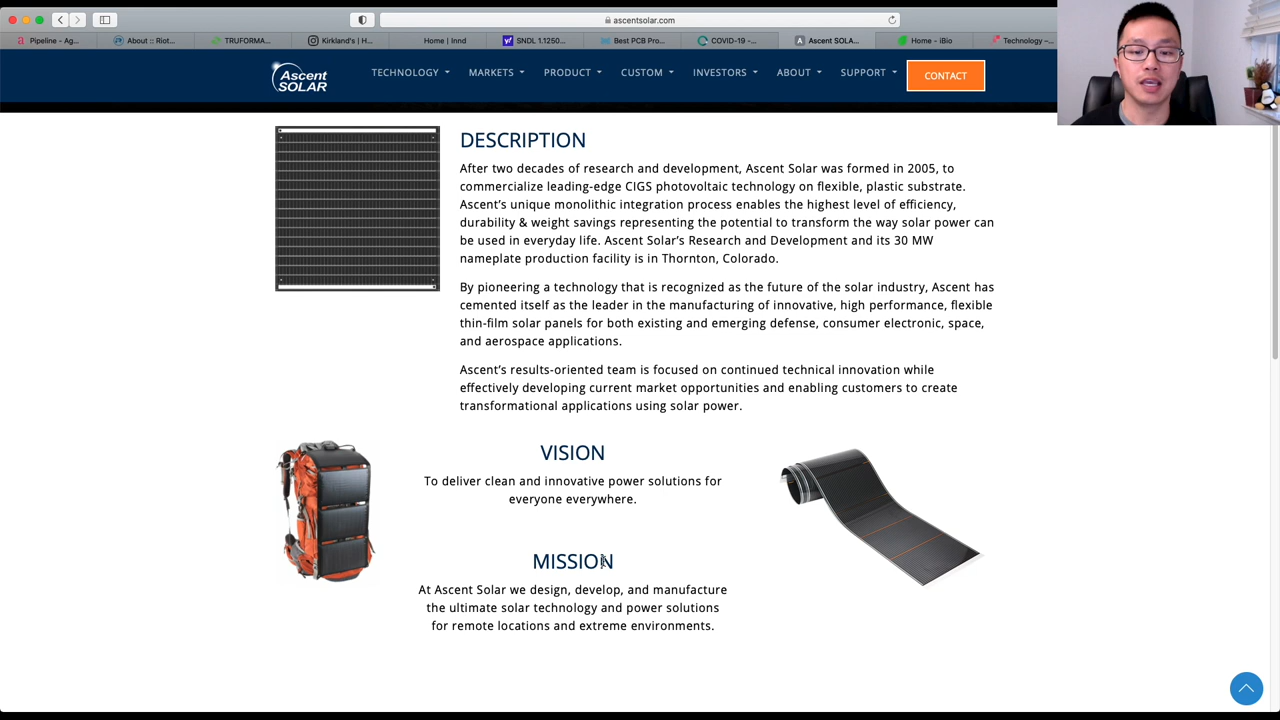 ascentsolar.com
Pipeline - Ag...
About :: Riot...
TRUFORMA...
Kirkland's | H...
Home | Innd
SNDL 1.1250...
Best PCB Pro...
COVID-19 -...
Ascent SOLA...
Home - iBio
Technology –...
Ascent SOLAR
TECHNOLOGY
MARKETS
PRODUCT
CUSTOM
INVESTORS
ABOUT
SUPPORT
CONTACT
DESCRIPTION
After two decades of research and development, Ascent Solar was formed in 2005, to
commercialize leading-edge CIGS photovoltaic technology on flexible, plastic substrate.
Ascent's unique monolithic integration process enables the highest level of efficiency,
durability & weight savings representing the potential to transform the way solar power can
be used in everyday life. Ascent Solar's Research and Development and its 30 MW
nameplate production facility is in Thornton, Colorado.
By pioneering a technology that is recognized as the future of the solar industry, Ascent has
cemented itself as the leader in the manufacturing of innovative, high performance, flexible
thin-film solar panels for both existing and emerging defense, consumer electronic, space,
and aerospace applications.
Ascent's results-oriented team is focused on continued technical innovation while
effectively developing current market opportunities and enabling customers to create
transformational applications using solar power.
VISION
To deliver clean and innovative power solutions for
everyone everywhere.
MISSION
At Ascent Solar we design, develop, and manufacture
the ultimate solar technology and power solutions
for remote locations and extreme environments.